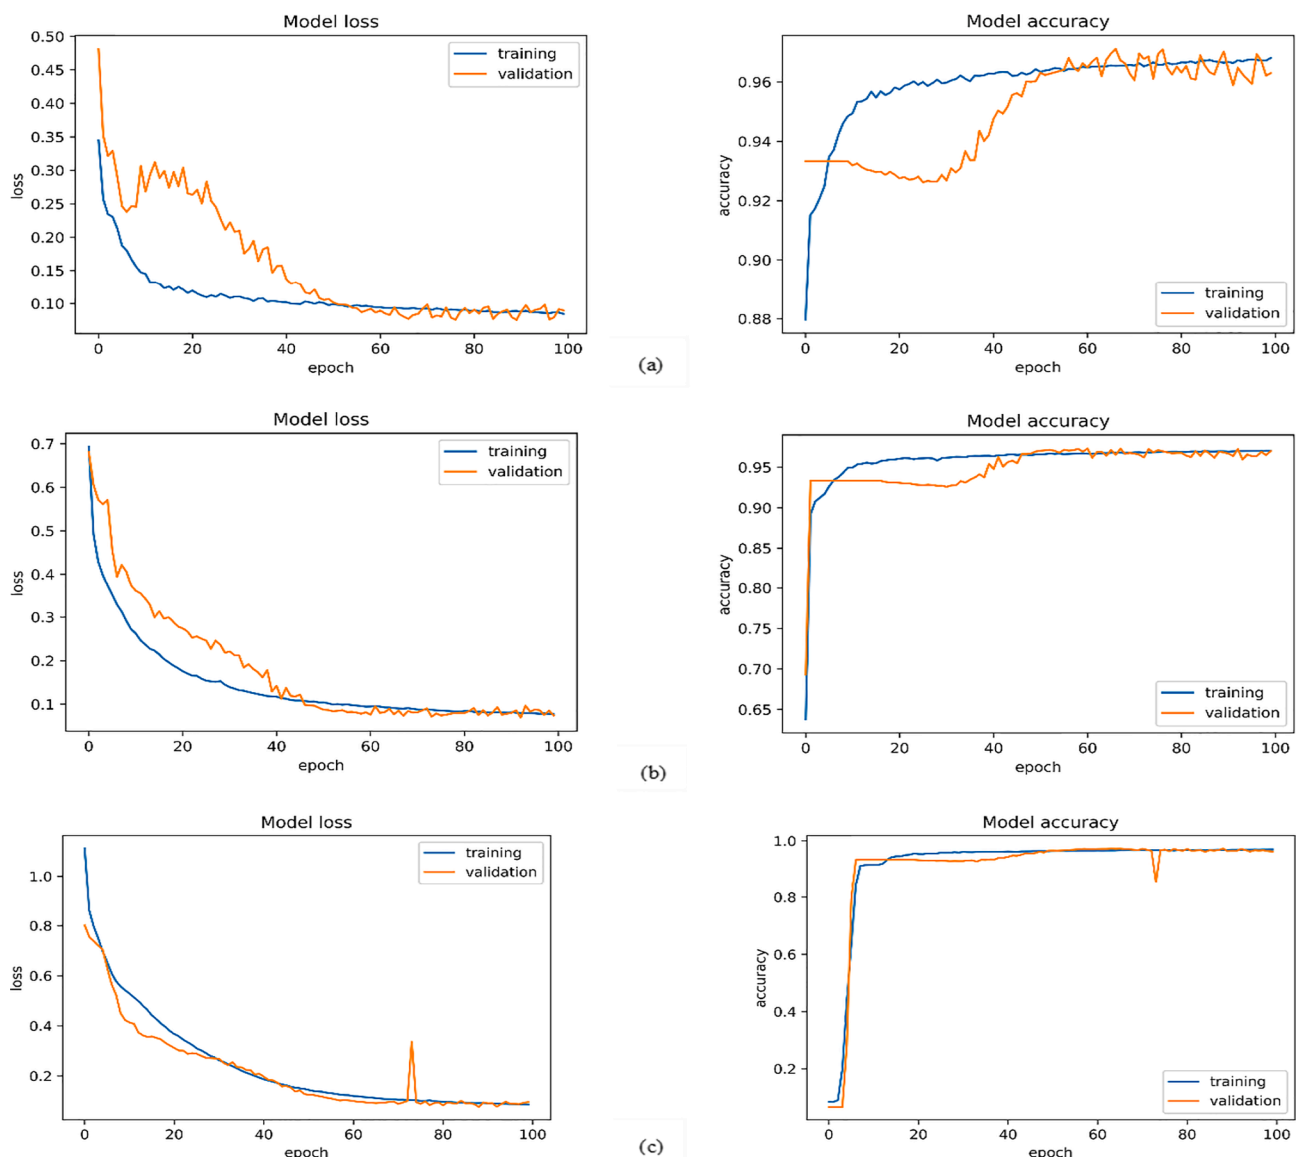 Model loss
0.50
0.45
0.40
0.35
0.30
0.25
0.20
0.15
0.10
loss
training
validation
0 20 40 60 80 100
epoch
Model accuracy
0.96
0.94
0.92
0.90
0.88
accuracy
training
validation
0 20 40 60 80 100
epoch
(a)
Model loss
0.7
0.6
0.5
0.4
0.3
0.2
0.1
loss
training
validation
0 20 40 60 80 100
epoch
Model accuracy
0.95
0.90
0.85
0.80
0.75
0.70
0.65
accuracy
training
validation
0 20 40 60 80 100
epoch
(b)
Model loss
1.0
0.8
0.6
0.4
0.2
loss
training
validation
0 20 40 60 80 100
epoch
Model accuracy
1.0
0.8
0.6
0.4
0.2
accuracy
training
validation
0 20 40 60 80 100
epoch
(c)